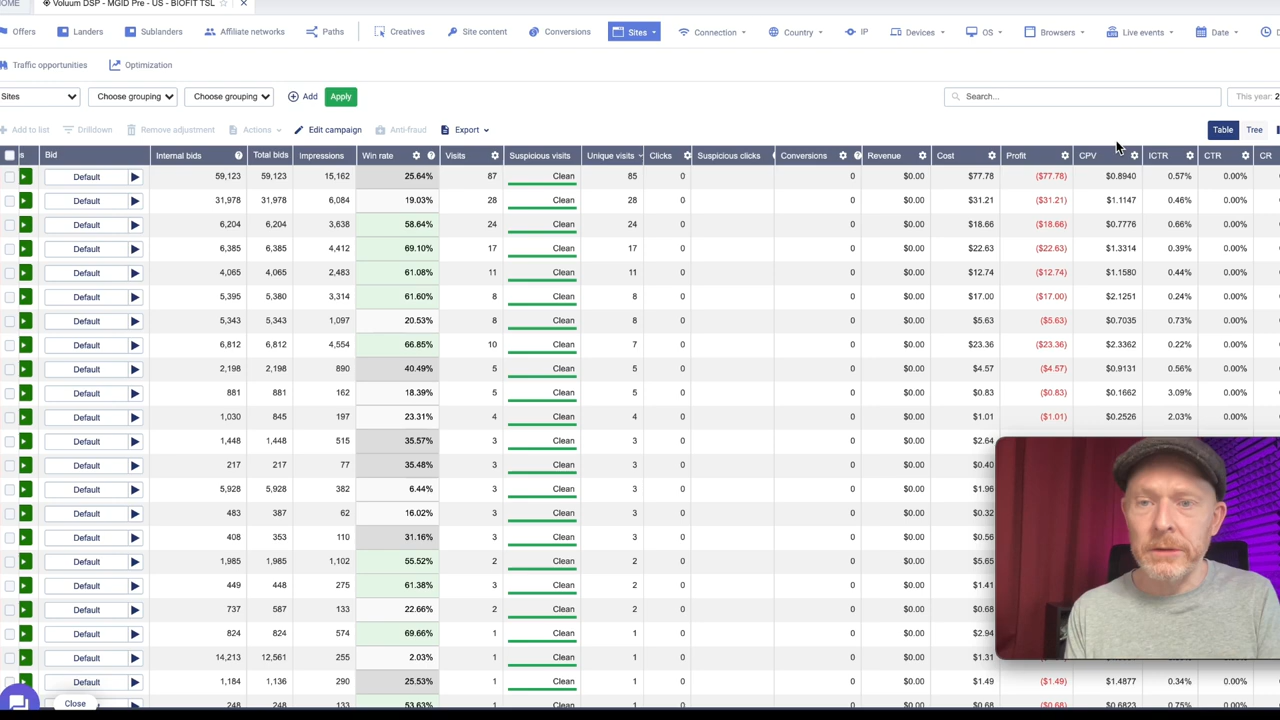 HOME Voluum DSP - MGID Pre - US - BIOFIT TSL
Offers Landers Sublanders Affiliate networks Paths Creatives Site content Conversions Sites Connection Country IP Devices OS Browsers Live events Date
Traffic opportunities Optimization
Sites Choose grouping Choose grouping Add Apply Search... This year: 2
Add to list Drilldown Remove adjustment Actions Edit campaign Anti-fraud Export Table Tree
s Bid Internal bids Total bids Impressions Win rate Visits Suspicious visits Unique visits Clicks Suspicious clicks Conversions Revenue Cost Profit CPV ICTR CTR CR
Default 59,123 59,123 15,162 25.64% 87 Clean 85 0 0 $0.00 $77.78 ($77.78) $0.8940 0.57% 0.00%
Default 31,978 31,978 6,084 19.03% 28 Clean 28 0 0 $0.00 $31.21 ($31.21) $1.1147 0.46% 0.00%
Default 6,204 6,204 3,638 58.64% 24 Clean 24 0 0 $0.00 $18.66 ($18.66) $0.7776 0.66% 0.00%
Default 6,385 6,385 4,412 69.10% 17 Clean 17 0 0 $0.00 $22.63 ($22.63) $1.3314 0.39% 0.00%
Default 4,065 4,065 2,483 61.08% 11 Clean 11 0 0 $0.00 $12.74 ($12.74) $1.1580 0.44% 0.00%
Default 5,395 5,380 3,314 61.60% 8 Clean 8 0 0 $0.00 $17.00 ($17.00) $2.1251 0.24% 0.00%
Default 5,343 5,343 1,097 20.53% 8 Clean 8 0 0 $0.00 $5.63 ($5.63) $0.7035 0.73% 0.00%
Default 6,812 6,812 4,554 66.85% 10 Clean 7 0 0 $0.00 $23.36 ($23.36) $2.3362 0.22% 0.00%
Default 2,198 2,198 890 40.49% 5 Clean 5 0 0 $0.00 $4.57 ($4.57) $0.9131 0.56% 0.00%
Default 881 881 162 18.39% 5 Clean 5 0 0 $0.00 $0.83 ($0.83) $0.1662 3.09% 0.00%
Default 1,030 845 197 23.31% 4 Clean 4 0 0 $0.00 $1.01 ($1.01) $0.2526 2.03% 0.00%
Default 1,448 1,448 515 35.57% 3 Clean 3 0 0 $0.00 $2.64
Default 217 217 77 35.48% 3 Clean 3 0 0 $0.00 $0.40
Default 5,928 5,928 382 6.44% 3 Clean 3 0 0 $0.00 $1.96
Default 483 387 62 16.02% 3 Clean 3 0 0 $0.00 $0.32
Default 408 353 110 31.16% 3 Clean 3 0 0 $0.00 $0.56
Default 1,985 1,985 1,102 55.52% 2 Clean 2 0 0 $0.00 $5.65
Default 449 448 275 61.38% 3 Clean 2 0 0 $0.00 $1.41
Default 737 587 133 22.66% 2 Clean 2 0 0 $0.00 $0.68
Default 824 824 574 69.66% 1 Clean 1 0 0 $0.00 $2.94
Default 14,213 12,561 255 2.03% 1 Clean 1 0 0 $0.00 $1.31
Default 1,184 1,136 290 25.53% 1 Clean 1 0 0 $0.00 $1.49 ($1.49) $1.4877 0.34% 0.00%
Default 248 248 133 53.63% 1 Clean 1 0 0 $0.00 $0.68 ($0.68) $0.6823 0.75% 0.00%
Close